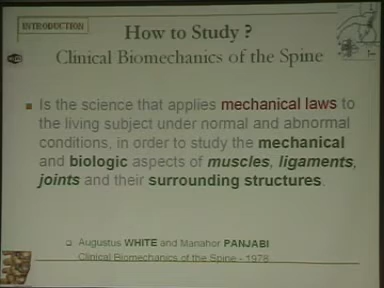 INTRODUCTION
How to Study ?
Clinical Biomechanics of the Spine
Is the science that applies mechanical laws to
the living subject under normal and abnormal
conditions, in order to study the mechanical
and biologic aspects of muscles, ligaments,
joints and their surrounding structures.
Augustus WHITE and Manahor PANJABI
Clinical Biomechanics of the Spine - 1978